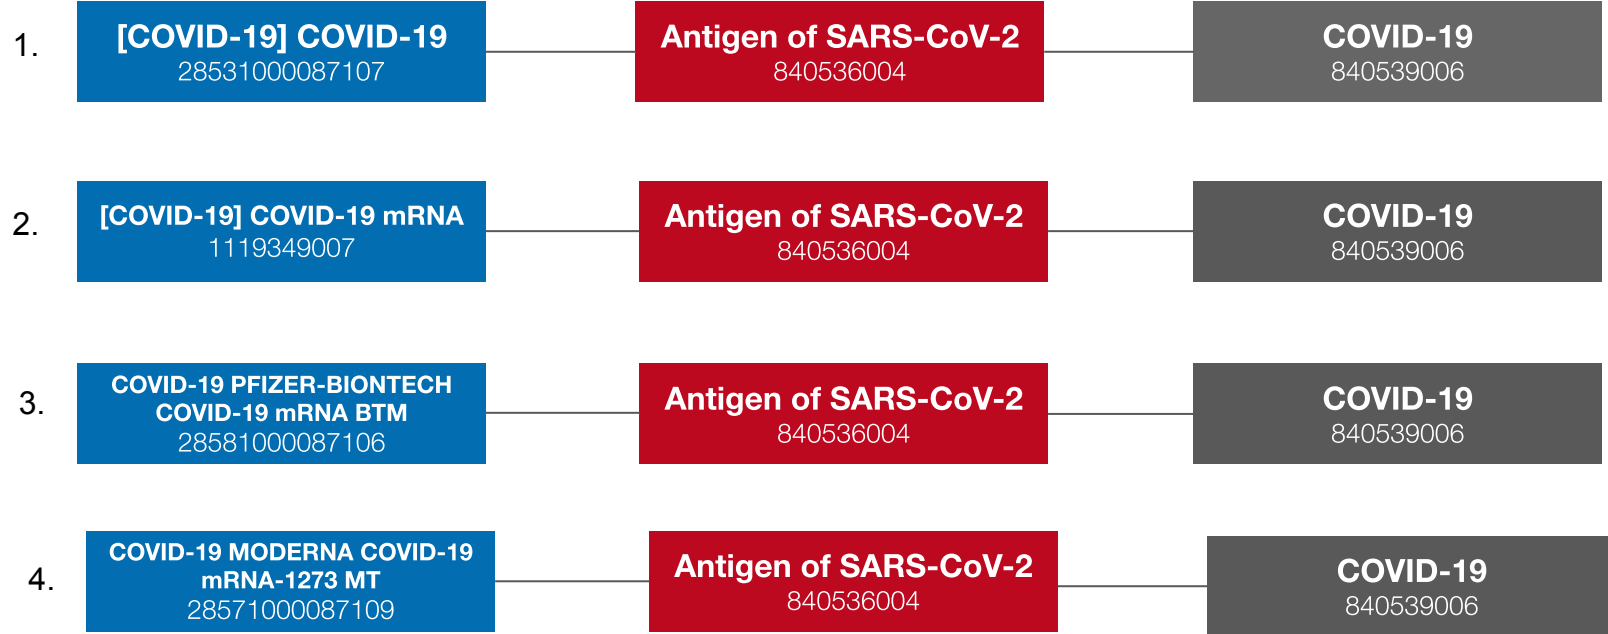 1.
[COVID-19] COVID-19
28531000087107
Antigen of SARS-CoV-2
840536004
COVID-19
840539006
2.
[COVID-19] COVID-19 mRNA
1119349007
Antigen of SARS-CoV-2
840536004
COVID-19
840539006
3.
COVID-19 PFIZER-BIONTECH
COVID-19 mRNA BTM
28581000087106
Antigen of SARS-CoV-2
840536004
COVID-19
840539006
4.
COVID-19 MODERNA COVID-19
mRNA-1273 MT
28571000087109
Antigen of SARS-CoV-2
840536004
COVID-19
840539006